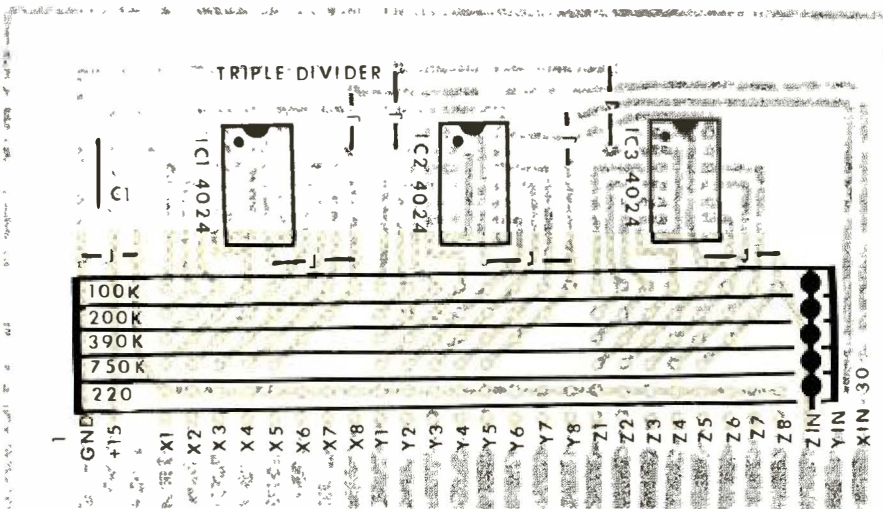 TRIPLE DIVIDER
J J J J
C1
IC1 4024
IC2 4024
IC3 4024
J J J J
100K
200K
390K
750K
220
1 GND +15 X1 X2 X3 X4 X5 X6 X7 X8 Y1 Y2 Y3 Y4 Y5 Y6 Y7 Y8 Z1 Z2 Z3 Z4 Z5 Z6 Z7 Z8 ZIN YIN XIN 30